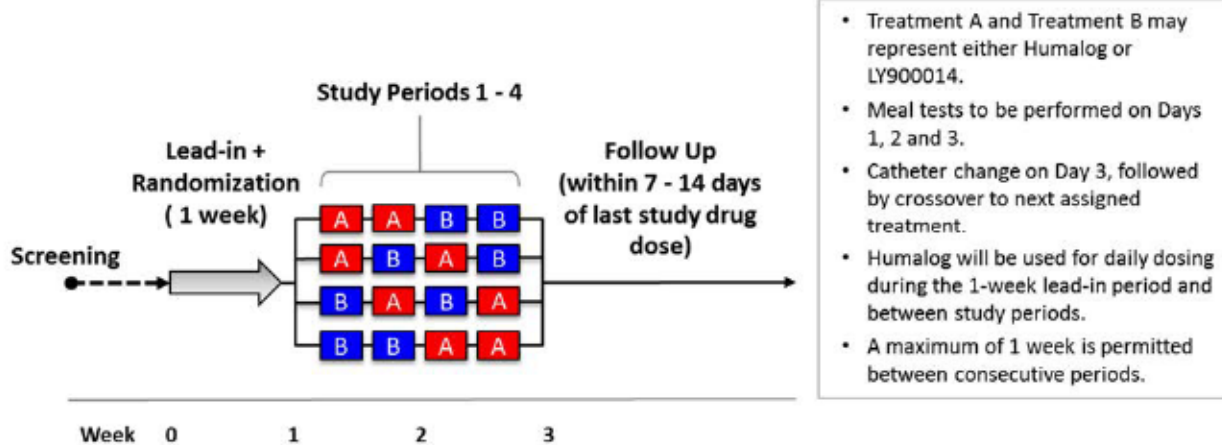 Study Periods 1 - 4
Lead-in +
Randomization
( 1 week)
Follow Up
(within 7 - 14 days
of last study drug
dose)
Screening
A A B B
A B A B
B A B A
B B A A
Week 0 1 2 3
• Treatment A and Treatment B may
represent either Humalog or
LY900014.
• Meal tests to be performed on Days
1, 2 and 3.
• Catheter change on Day 3, followed
by crossover to next assigned
treatment.
• Humalog will be used for daily dosing
during the 1-week lead-in period and
between study periods.
• A maximum of 1 week is permitted
between consecutive periods.